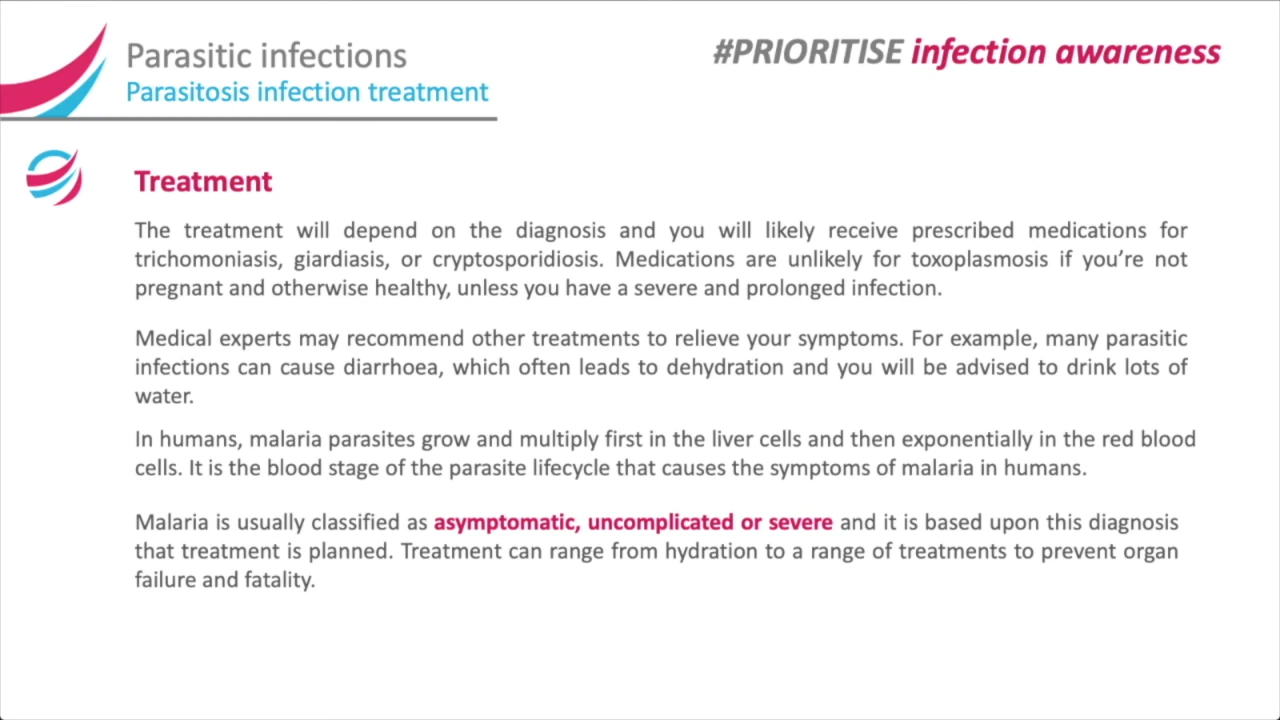 Parasitic infections
#PRIORITISE infection awareness
Parasitosis infection treatment
Treatment
The treatment will depend on the diagnosis and you will likely receive prescribed medications for
trichomoniasis, giardiasis, or cryptosporidiosis. Medications are unlikely for toxoplasmosis if you’re not
pregnant and otherwise healthy, unless you have a severe and prolonged infection.
Medical experts may recommend other treatments to relieve your symptoms. For example, many parasitic
infections can cause diarrhoea, which often leads to dehydration and you will be advised to drink lots of
water.
In humans, malaria parasites grow and multiply first in the liver cells and then exponentially in the red blood
cells. It is the blood stage of the parasite lifecycle that causes the symptoms of malaria in humans.
Malaria is usually classified as asymptomatic, uncomplicated or severe and it is based upon this diagnosis
that treatment is planned. Treatment can range from hydration to a range of treatments to prevent organ
failure and fatality.